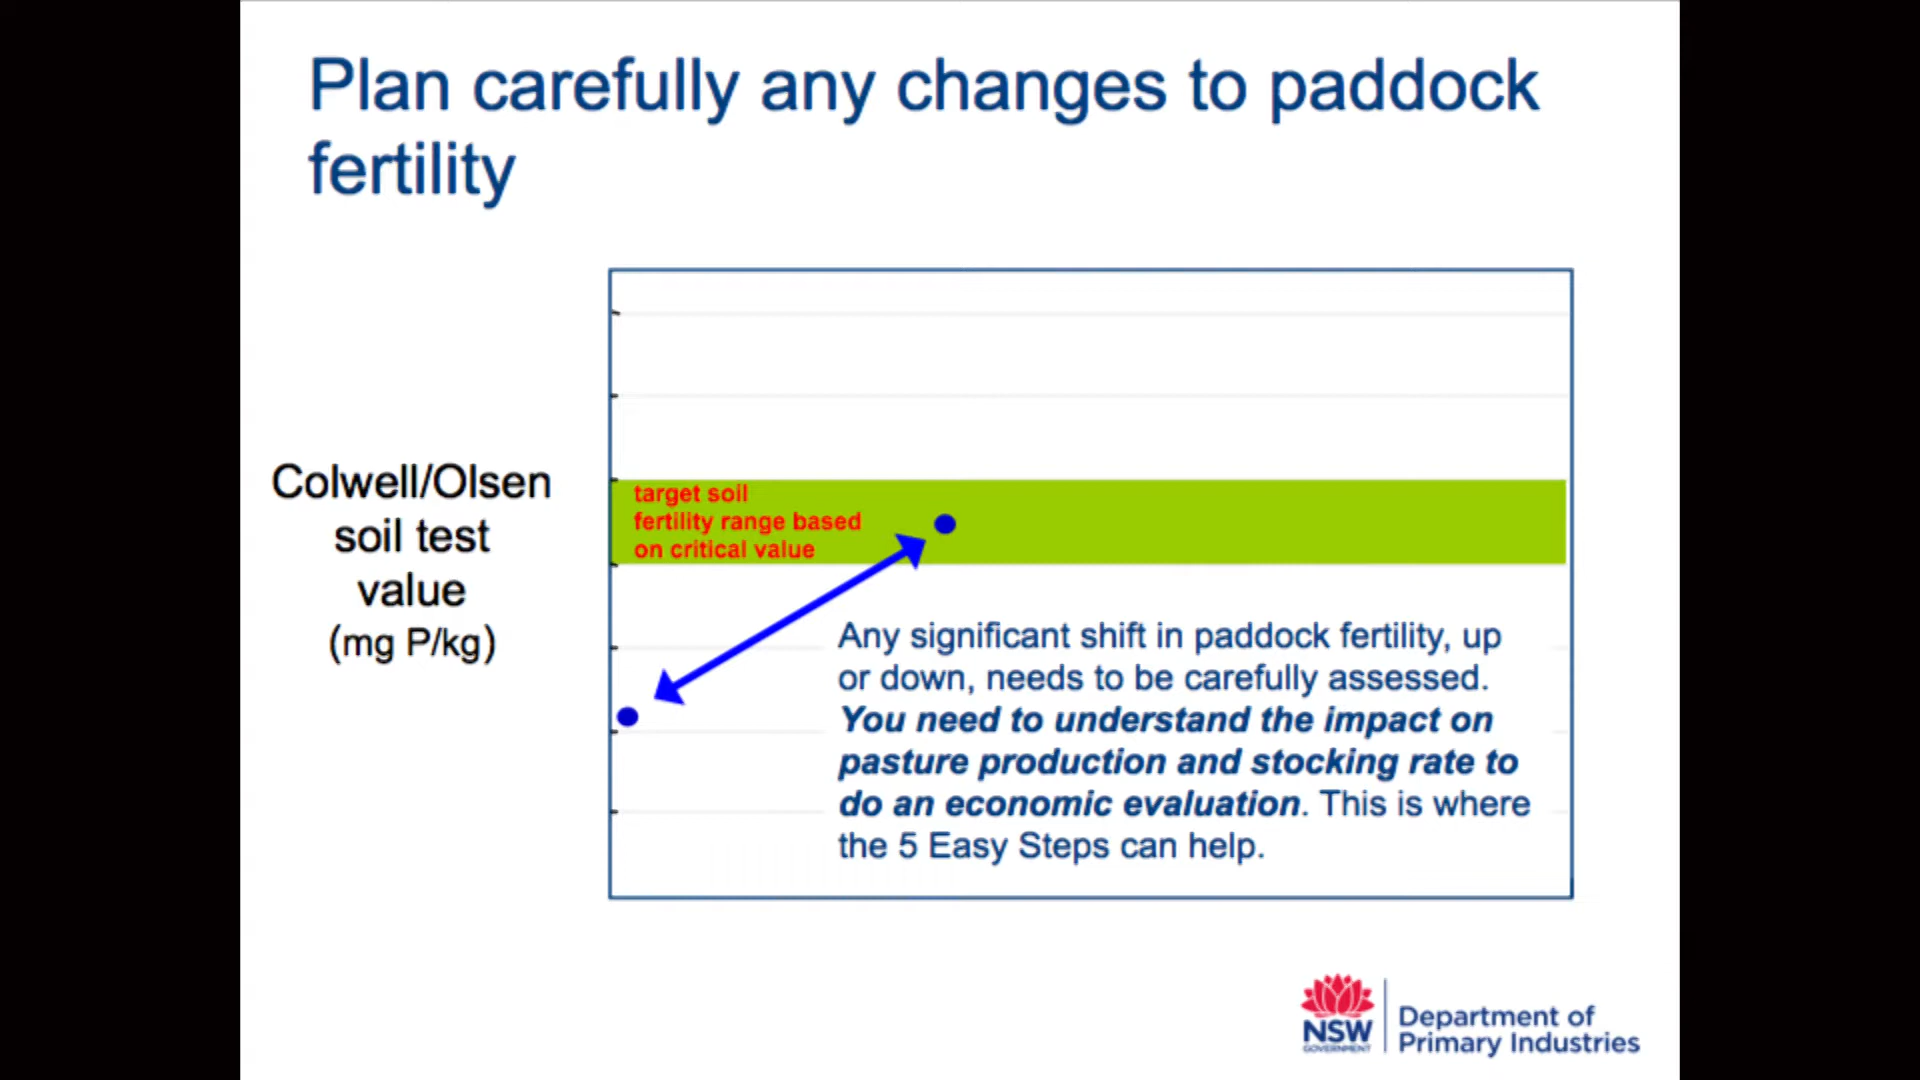 Plan carefully any changes to paddock
fertility
Colwell/Olsen
soil test
value
(mg P/kg)
target soil
fertility range based
on critical value
Any significant shift in paddock fertility, up
or down, needs to be carefully assessed.
You need to understand the impact on
pasture production and stocking rate to
do an economic evaluation. This is where
the 5 Easy Steps can help.
NSW
GOVERNMENT
Department of
Primary Industries